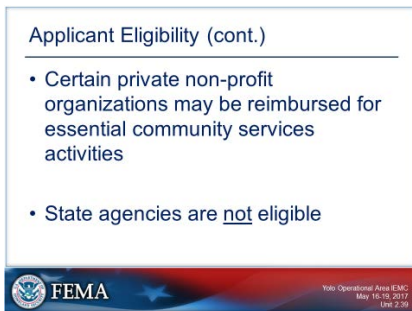 Applicant Eligibility (cont.)
• Certain private non-profit
organizations may be reimbursed for
essential community services
activities
• State agencies are not eligible
FEMA
Yolo Operational Area IEMC
May 16-19, 2017
Unit 2.39